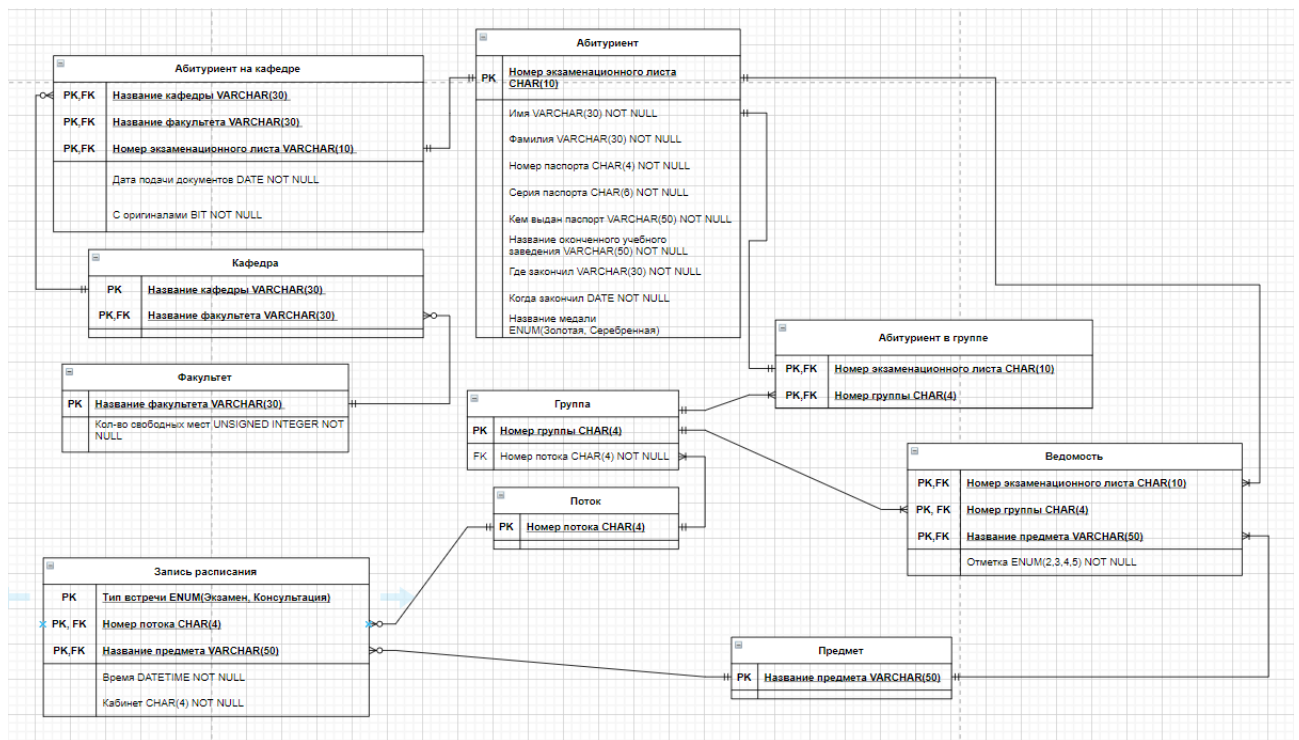 Абитуриент на кафедре
PK,FK Название кафедры VARCHAR(30)
PK,FK Название факультета VARCHAR(30)
PK,FK Номер экзаменационного листа VARCHAR(10)
Дата подачи документов DATE NOT NULL
С оригиналами BIT NOT NULL
Абитуриент
PK Номер экзаменационного листа
CHAR(10)
Имя VARCHAR(30) NOT NULL
Фамилия VARCHAR(30) NOT NULL
Номер паспорта CHAR(4) NOT NULL
Серия паспорта CHAR(6) NOT NULL
Кем выдан паспорт VARCHAR(50) NOT NULL
Название оконченного учебного
заведения VARCHAR(50) NOT NULL
Где закончил VARCHAR(30) NOT NULL
Когда закончил DATE NOT NULL
Название медали
ENUM(Золотая, Серебренная)
Кафедра
PK Название кафедры VARCHAR(30)
PK,FK Название факультета VARCHAR(30)
Факультет
PK Название факультета VARCHAR(30)
Кол-во свободных мест UNSIGNED INTEGER NOT
NULL
Абитуриент в группе
PK,FK Номер экзаменационного листа CHAR(10)
PK,FK Номер группы CHAR(4)
Группа
PK Номер группы CHAR(4)
FK Номер потока CHAR(4) NOT NULL
Ведомость
PK,FK Номер экзаменационного листа CHAR(10)
PK, FK Номер группы CHAR(4)
PK,FK Название предмета VARCHAR(50)
Отметка ENUM(2,3,4,5) NOT NULL
Поток
PK Номер потока CHAR(4)
Запись расписания
PK Тип встречи ENUM(Экзамен, Консультация)
PK, FK Номер потока CHAR(4)
PK,FK Название предмета VARCHAR(50)
Время DATETIME NOT NULL
Кабинет CHAR(4) NOT NULL
Предмет
PK Название предмета VARCHAR(50)